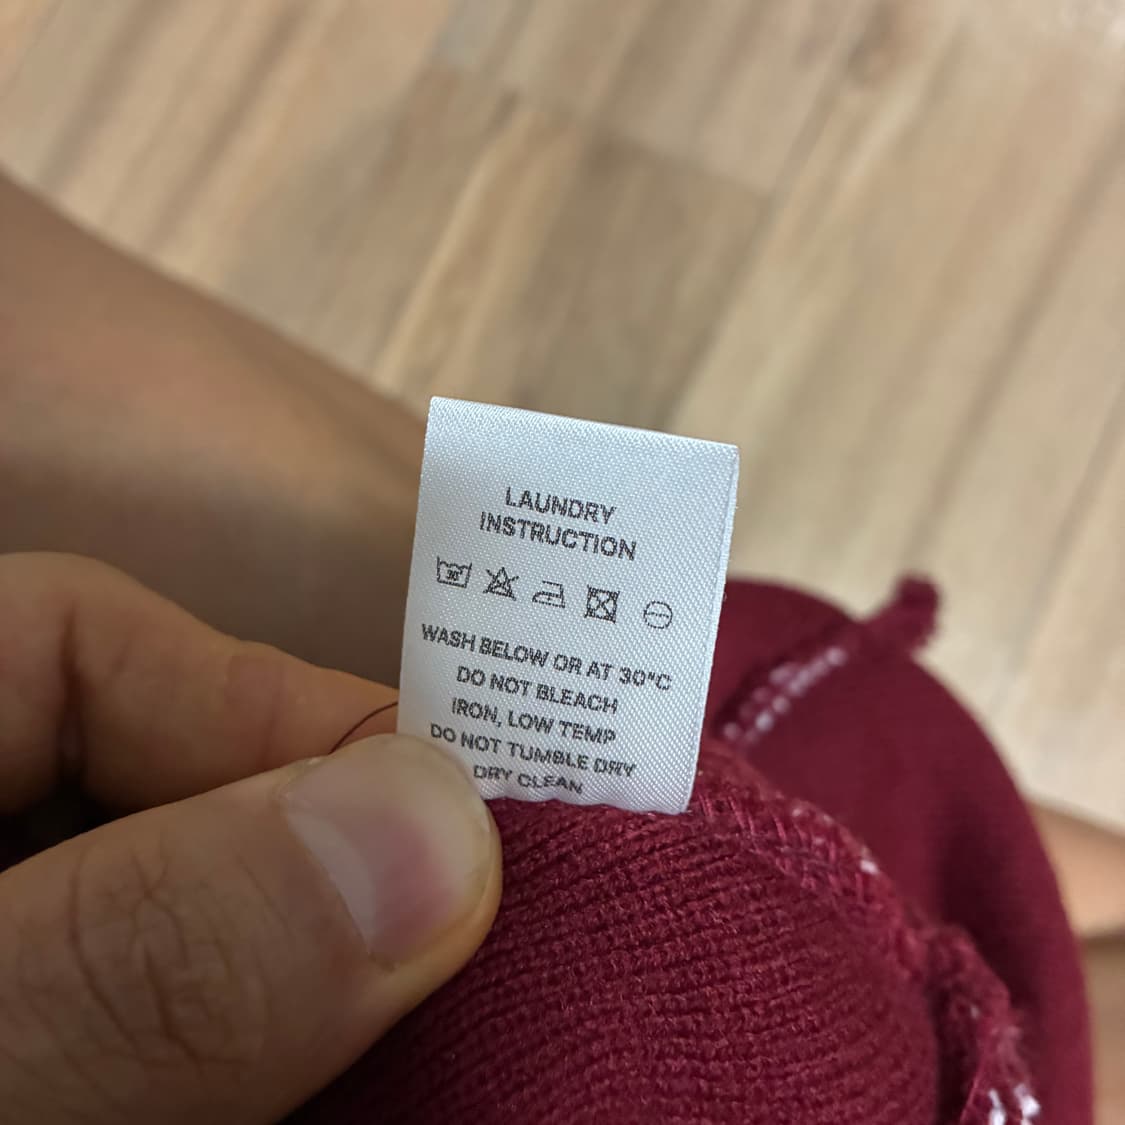 LAUNDRY
INSTRUCTION
30°
WASH BELOW OR AT 30°C
DO NOT BLEACH
IRON, LOW TEMP
DO NOT TUMBLE DRY
DRY CLEAN